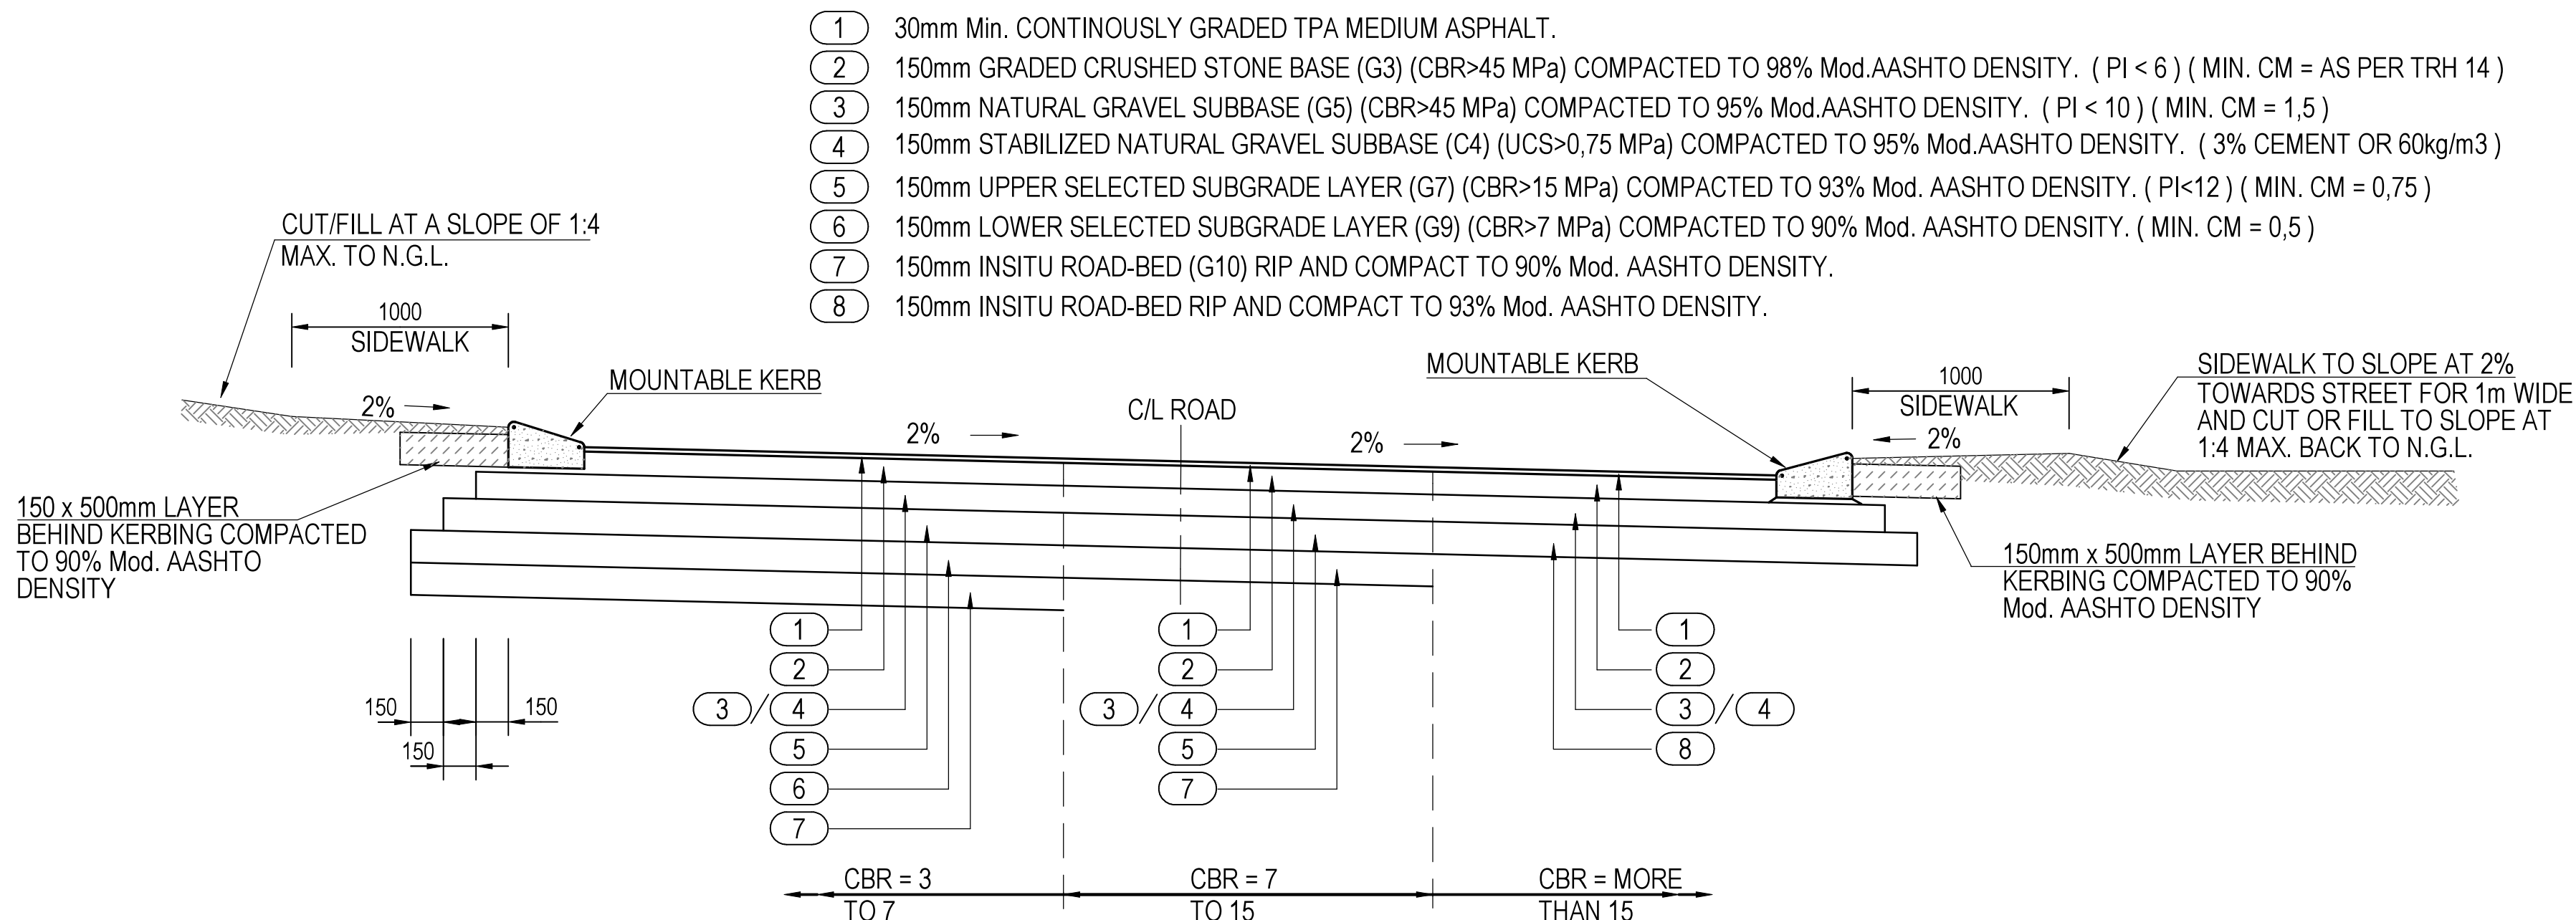 1 30mm Min. CONTINOUSLY GRADED TPA MEDIUM ASPHALT.
2 150mm GRADED CRUSHED STONE BASE (G3) (CBR>45 MPa) COMPACTED TO 98% Mod.AASHTO DENSITY. ( PI < 6 ) ( MIN. CM = AS PER TRH 14 )
3 150mm NATURAL GRAVEL SUBBASE (G5) (CBR>45 MPa) COMPACTED TO 95% Mod.AASHTO DENSITY. ( PI < 10 ) ( MIN. CM = 1,5 )
4 150mm STABILIZED NATURAL GRAVEL SUBBASE (C4) (UCS>0,75 MPa) COMPACTED TO 95% Mod.AASHTO DENSITY. ( 3% CEMENT OR 60kg/m3 )
5 150mm UPPER SELECTED SUBGRADE LAYER (G7) (CBR>15 MPa) COMPACTED TO 93% Mod. AASHTO DENSITY. ( PI<12 ) ( MIN. CM = 0,75 )
6 150mm LOWER SELECTED SUBGRADE LAYER (G9) (CBR>7 MPa) COMPACTED TO 90% Mod. AASHTO DENSITY. ( MIN. CM = 0,5 )
7 150mm INSITU ROAD-BED (G10) RIP AND COMPACT TO 90% Mod. AASHTO DENSITY.
8 150mm INSITU ROAD-BED RIP AND COMPACT TO 93% Mod. AASHTO DENSITY.
CUT/FILL AT A SLOPE OF 1:4
MAX. TO N.G.L.
1000
SIDEWALK
2%
MOUNTABLE KERB
2%
C/L ROAD
2%
MOUNTABLE KERB
1000
SIDEWALK
2%
SIDEWALK TO SLOPE AT 2%
TOWARDS STREET FOR 1m WIDE
AND CUT OR FILL TO SLOPE AT
1:4 MAX. BACK TO N.G.L.
150 x 500mm LAYER
BEHIND KERBING COMPACTED
TO 90% Mod. AASHTO
DENSITY
150mm x 500mm LAYER BEHIND
KERBING COMPACTED TO 90%
Mod. AASHTO DENSITY
150
150
150
1
2
3 / 4
5
6
7
1
2
3 / 4
5
7
1
2
3 / 4
8
CBR = 3
TO 7
CBR = 7
TO 15
CBR = MORE
THAN 15